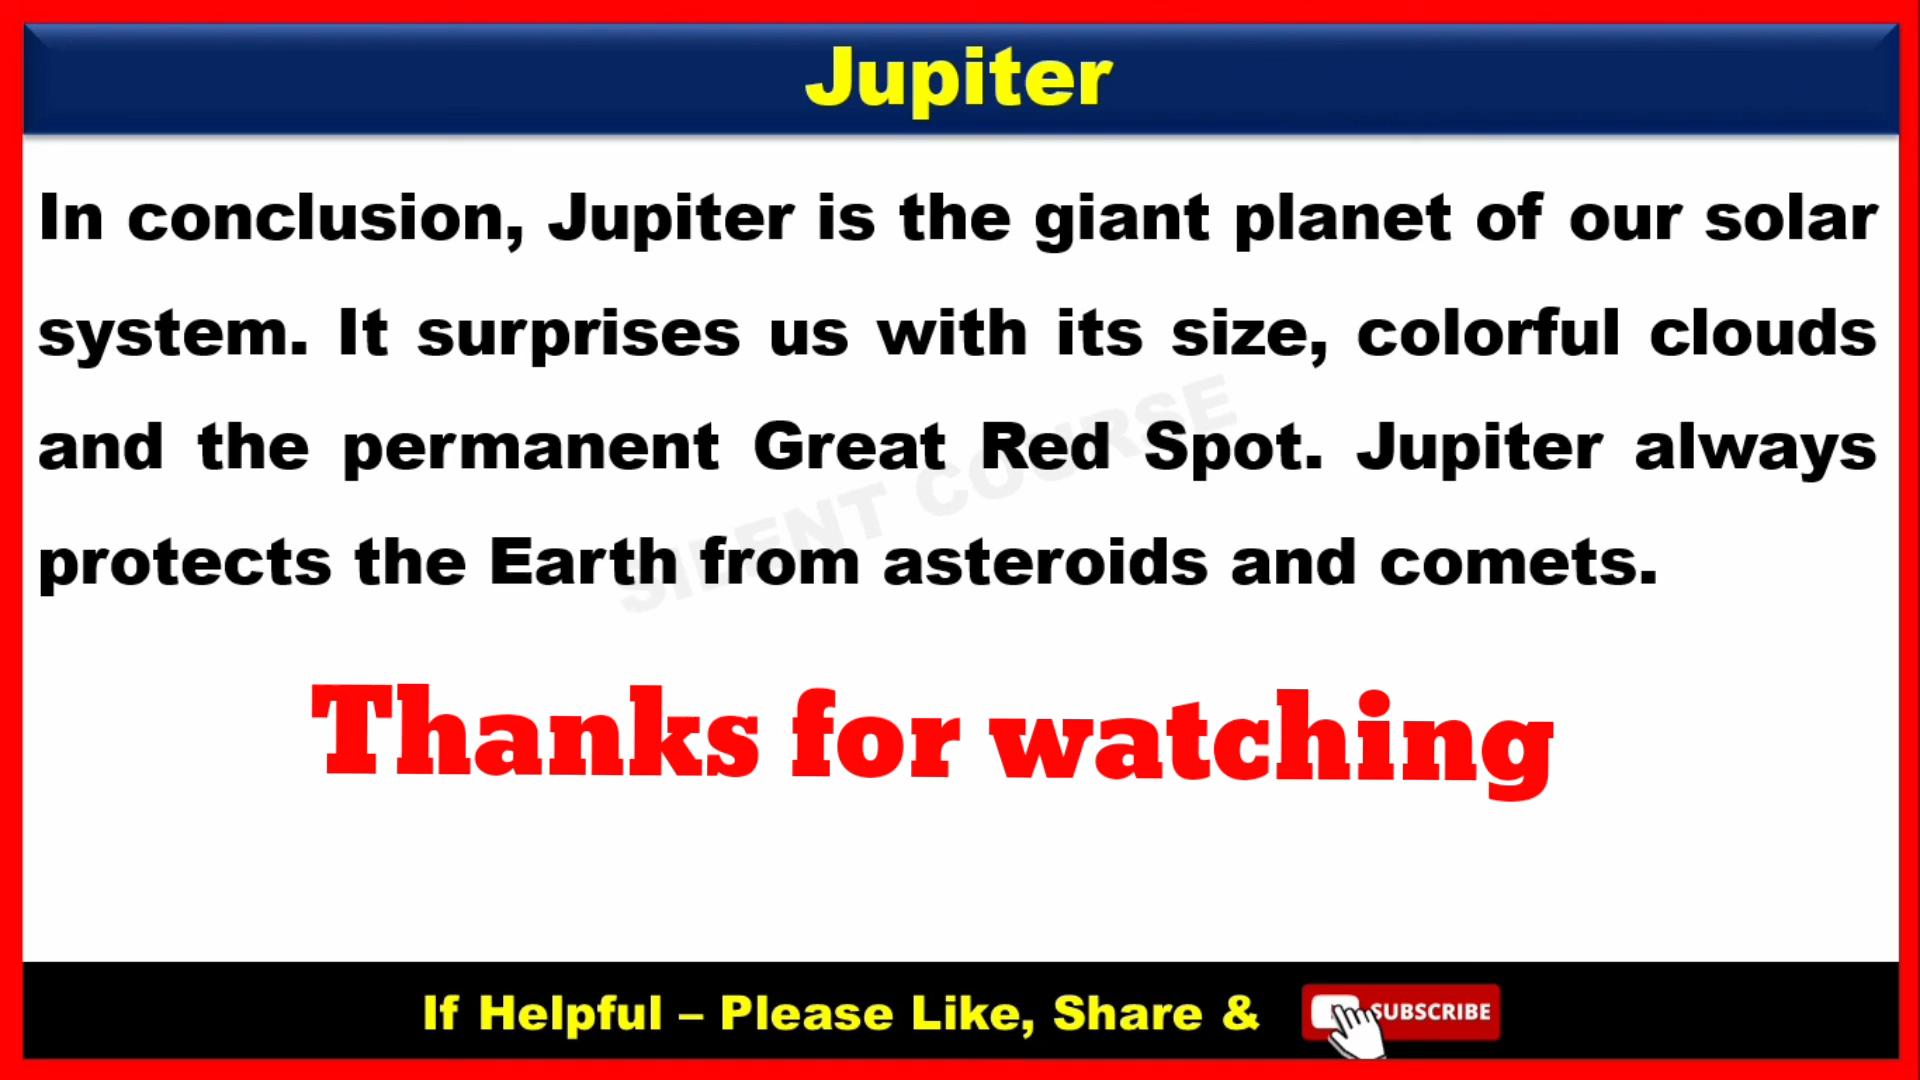 Jupiter
In conclusion, Jupiter is the giant planet of our solar
system. It surprises us with its size, colorful clouds
and the permanent Great Red Spot. Jupiter always
protects the Earth from asteroids and comets.
COURSE
Thanks for watching
If Helpful – Please Like, Share &
SUBSCRIBE